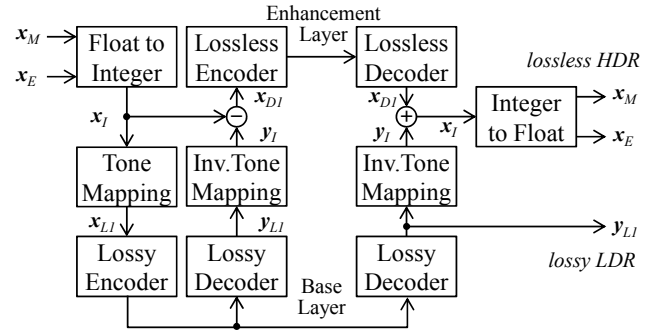 Enhancement
Layer
x_M
x_E
Float to
Integer
Lossless
Encoder
Lossless
Decoder
lossless HDR
x_I
x_D1
−
y_I
x_D1
+
y_I
x_I
Integer
to Float
x_M
x_E
Tone
Mapping
Inv.Tone
Mapping
Inv.Tone
Mapping
x_L1
y_L1
y_L1
Lossy
Encoder
Lossy
Decoder
Lossy
Decoder
lossy LDR
Base
Layer